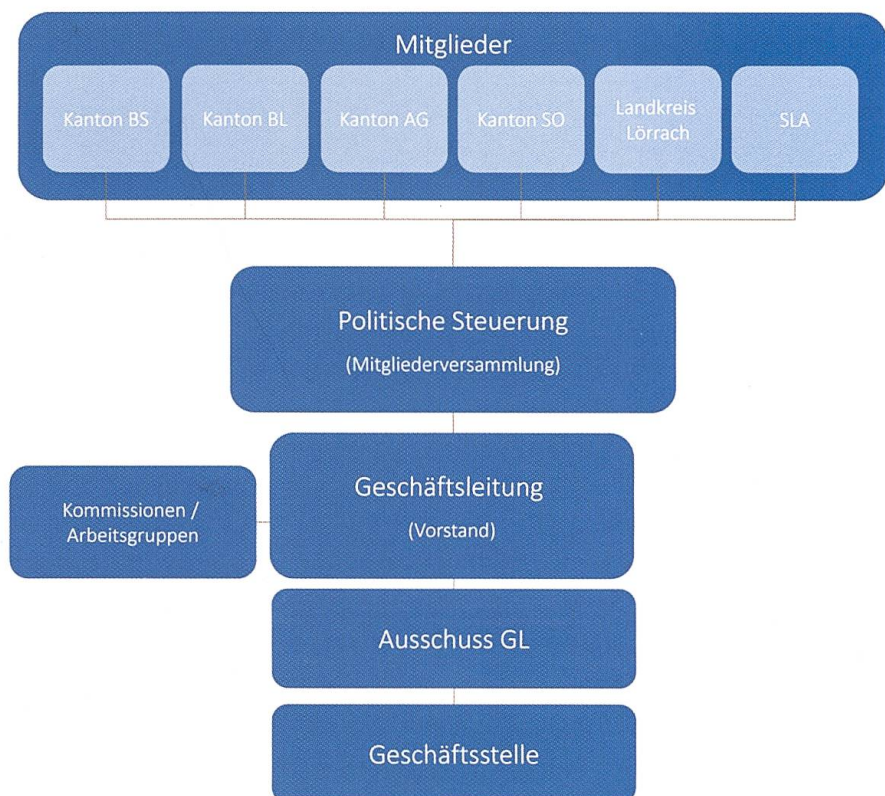 Mitglieder
Kanton BS
Kanton BL
Kanton AG
Kanton SO
Landkreis
Lörrach
SLA
Politische Steuerung
(Mitgliederversammlung)
Geschäftsleitung
(Vorstand)
Kommissionen /
Arbeitsgruppen
Ausschuss GL
Geschäftsstelle